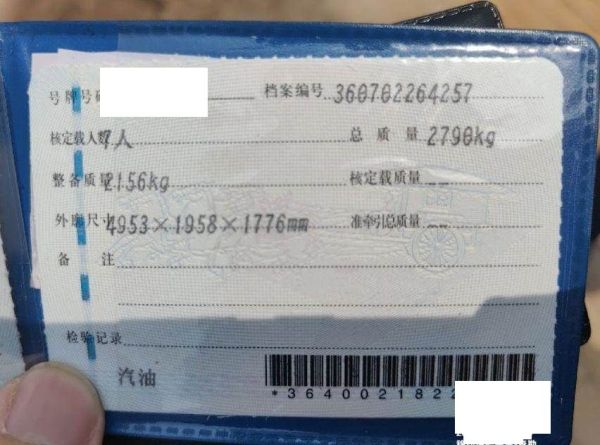 号牌号码 档案编号 360702264257
核定载人数 7人 总质量 2790kg
整备质量 2156kg 核定载质量 --
外廓尺寸 4953×1958×1776mm 准牵引总质量 --
备注
检验记录
汽油
*364002182